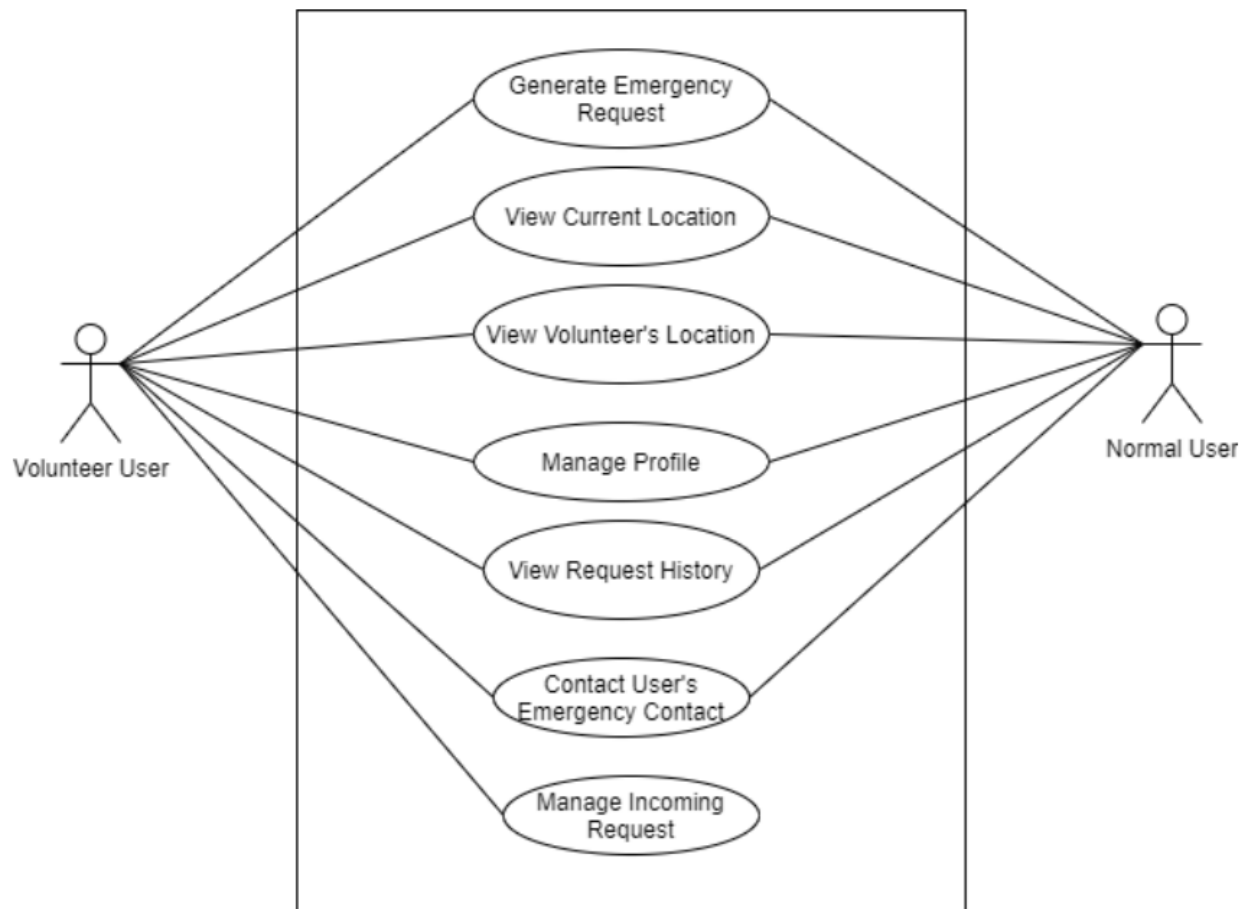 Generate Emergency
Request
View Current Location
View Volunteer's Location
Manage Profile
Volunteer User
Normal User
View Request History
Contact User's
Emergency Contact
Manage Incoming
Request